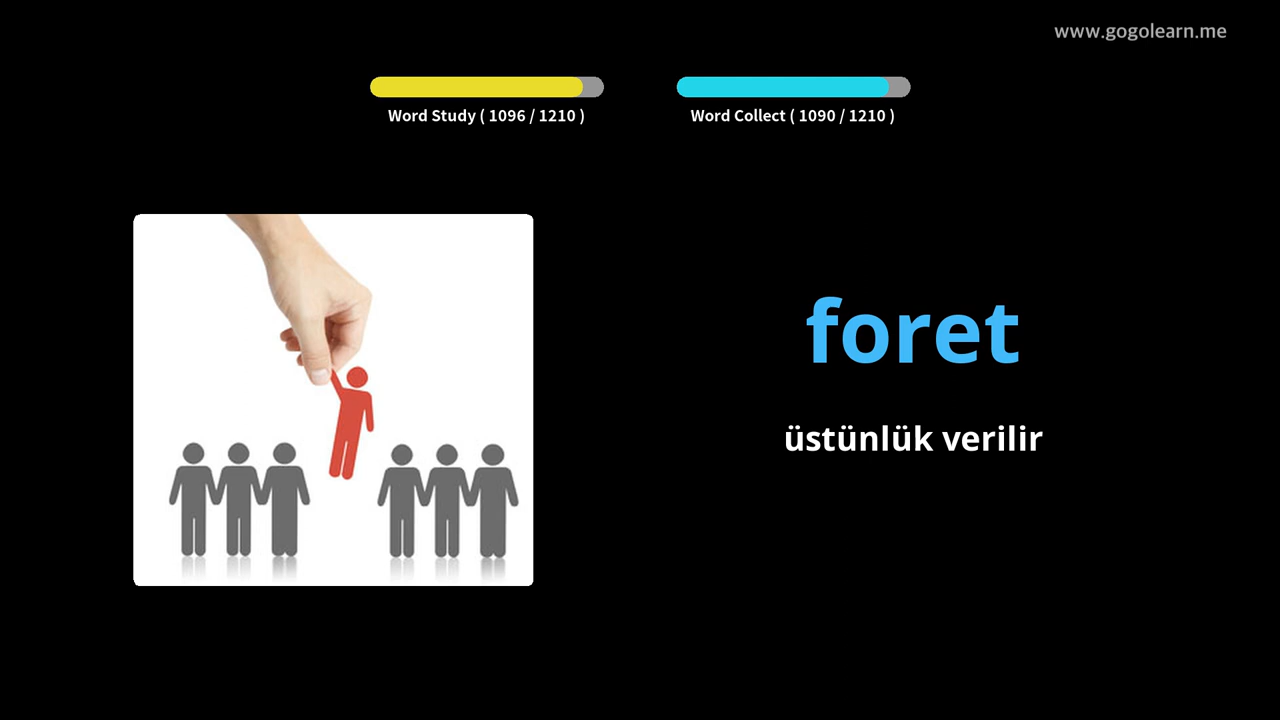 www.gogolearn.me
Word Study ( 1096 / 1210 )
Word Collect ( 1090 / 1210 )
foret
üstünlük verilir